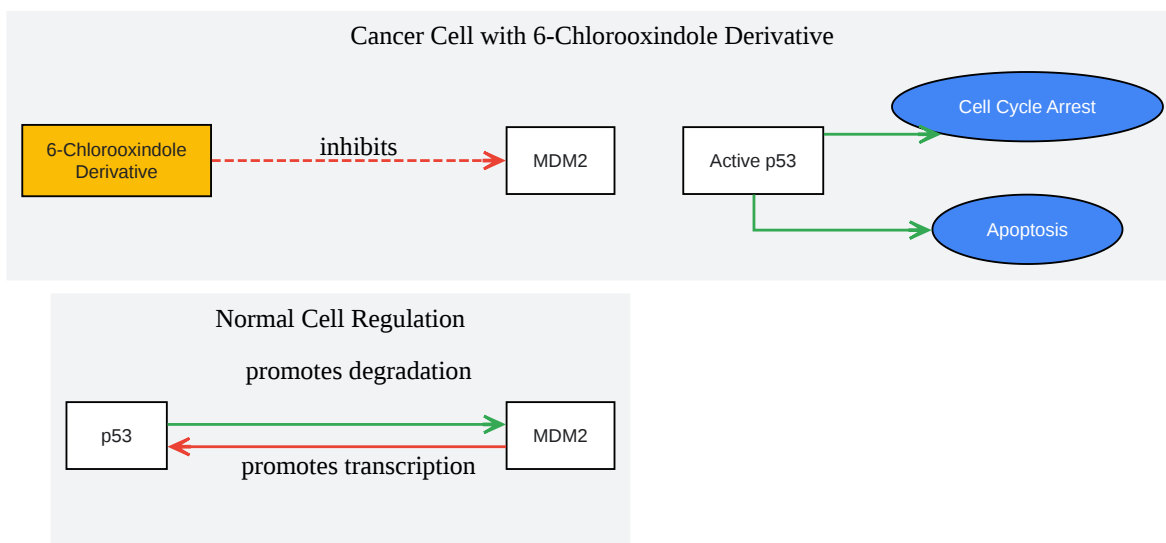 Cancer Cell with 6-Chlorooxindole Derivative
Cell Cycle Arrest
6-Chlorooxindole
Derivative
inhibits
MDM2
Active p53
Apoptosis
Normal Cell Regulation
promotes degradation
p53
MDM2
promotes transcription